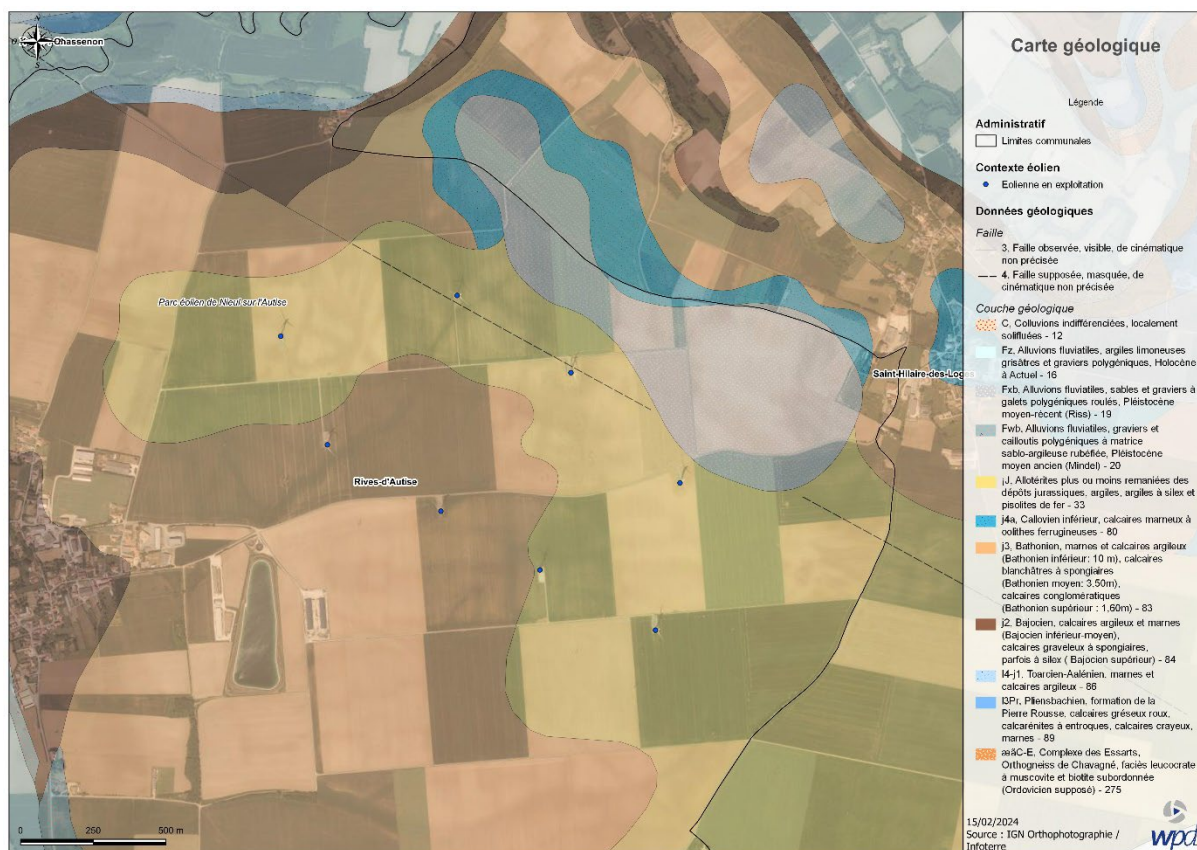 N
O
S
Chassenon
Parc éolien de Nieul sur l'Autise
Saint-Hilaire-des-Loges
Rives-d'Autise
0
250
500 m
Carte géologique
Légende
Administratif
Limites communales
Contexte éolien
Eolienne en exploitation
Données géologiques
Faille
3, Faille observée, visible, de cinématique
non précisée
4, Faille supposée, masquée, de
cinématique non précisée
Couche géologique
C, Colluvions indifférenciées, localement
soliflluées - 12
Fz, Alluvions fluviatiles, argiles limoneuses
grisâtres et graviers polygéniques, Holocène
à Actuel - 16
Fxb, Alluvions fluviatiles, sables et graviers à
galets polygéniques roulés, Pléistocène
moyen-récent (Riss) - 19
Fwb, Alluvions fluviatiles, graviers et
cailloutis polygéniques à matrice
sablo-argileuse rubéfiée, Pléistocène
moyen ancien (Mindel) - 20
¡J, Allotérites plus ou moins remaniées des
dépôts jurassiques, argiles, argiles à silex et
pisolites de fer - 33
j4a, Callovien inférieur, calcaires marneux à
oolithes ferrugineuses - 80
j3, Bathonien, marnes et calcaires argileux
(Bathonien inférieur: 10 m), calcaires
blanchâtres à spongiaires
(Bathonien moyen: 3,50m),
calcaires conglomératiques
(Bathonien supérieur : 1,60m) - 83
j2, Bajocien, calcaires argileux et marnes
(Bajocien inférieur-moyen),
calcaires graveleux à spongiaires,
parfois à silex ( Bajocien supérieur) - 84
l4-j1, Toarcien-Aalénien, marnes et
calcaires argileux - 86
l3Pr, Pliensbachien, formation de la
Pierre Rousse, calcaires gréseux roux,
calcarénites à entroques, calcaires crayeux,
marnes - 89
æãC-E, Complexe des Essarts,
Orthogneiss de Chavagné, faciès leucocrate
à muscovite et biotite subordonnée
(Ordovicien supposé) - 275
15/02/2024
Source : IGN Orthophotographie /
Infoterre
wpd